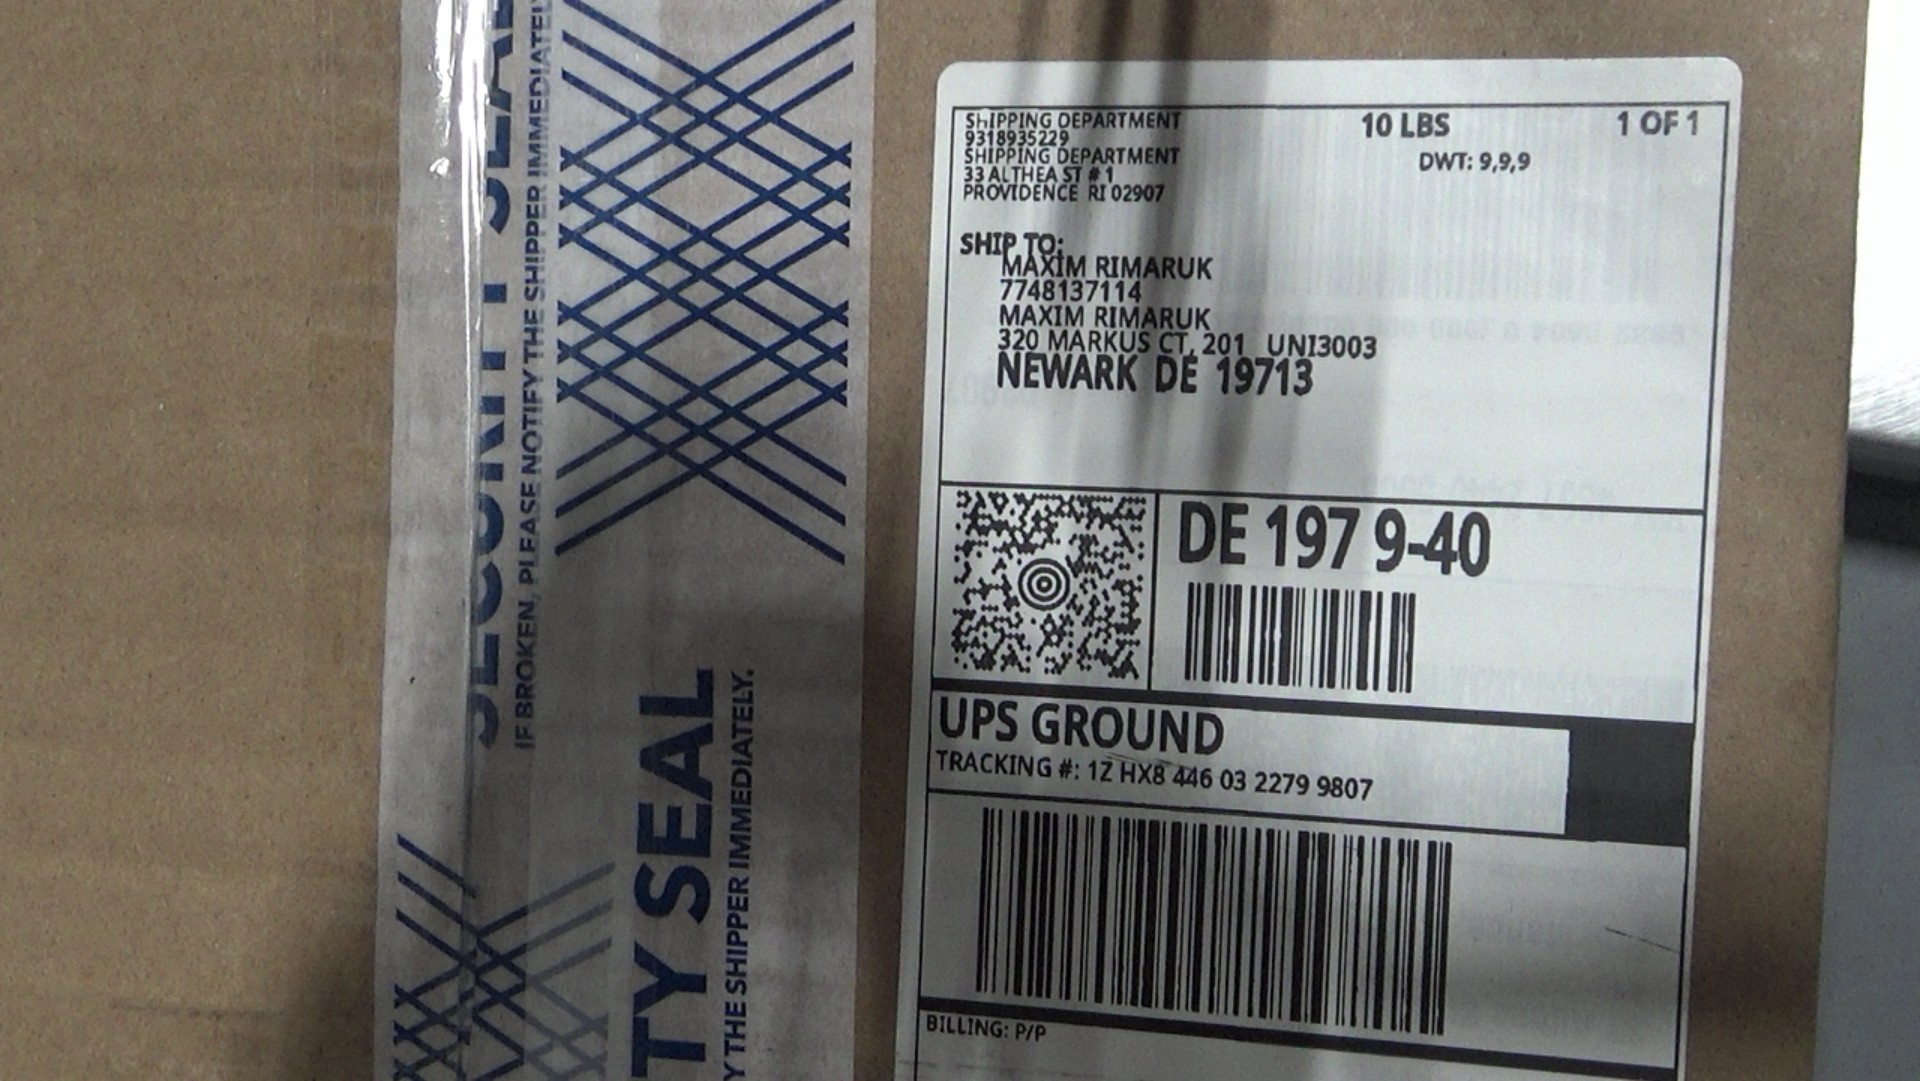 SECURITY SEAL
IF BROKEN, PLEASE NOTIFY THE SHIPPER IMMEDIATELY
TY SEAL
Y THE SHIPPER IMMEDIATELY.
SHIPPING DEPARTMENT
9318935229
SHIPPING DEPARTMENT
33 ALTHEA ST # 1
PROVIDENCE RI 02907
10 LBS
1 OF 1
DWT: 9,9,9
SHIP TO:
MAXIM RIMARUK
7748137114
MAXIM RIMARUK
320 MARKUS CT, 201 UNI3003
NEWARK DE 19713
DE 197 9-40
UPS GROUND
TRACKING #: 1Z HX8 446 03 2279 9807
BILLING: P/P